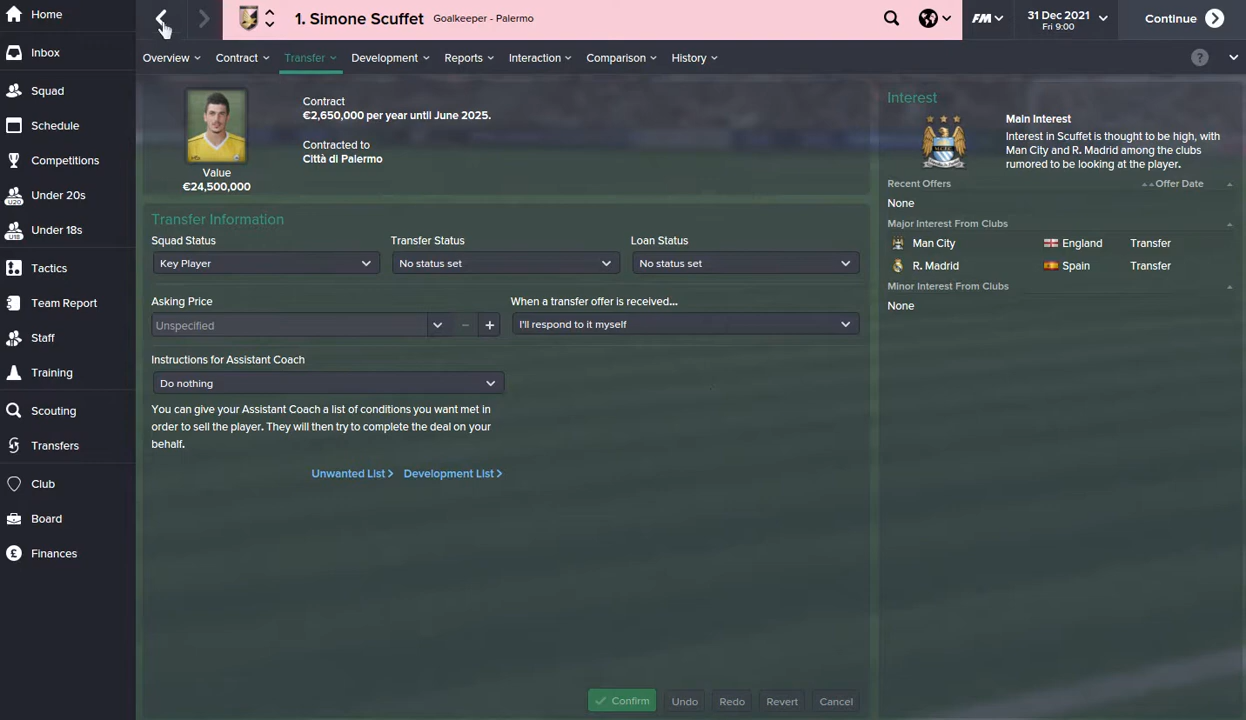 Home
Inbox
Squad
Schedule
Competitions
Under 20s
Under 18s
Tactics
Team Report
Staff
Training
Scouting
Transfers
Club
Board
Finances
1. Simone Scuffet Goalkeeper - Palermo
FM
31 Dec 2021
Fri 9:00
Continue
Overview Contract Transfer Development Reports Interaction Comparison History
?
Value
€24,500,000
Contract
€2,650,000 per year until June 2025.
Contracted to
Città di Palermo
Transfer Information
Squad Status Transfer Status Loan Status
Key Player No status set No status set
Asking Price When a transfer offer is received...
Unspecified I'll respond to it myself
Instructions for Assistant Coach
Do nothing
You can give your Assistant Coach a list of conditions you want met in
order to sell the player. They will then try to complete the deal on your
behalf.
Unwanted List Development List
Confirm Undo Redo Revert Cancel
Interest
Main Interest
Interest in Scuffet is thought to be high, with
Man City and R. Madrid among the clubs
rumored to be looking at the player.
Recent Offers Offer Date
None
Major Interest From Clubs
Man City England Transfer
R. Madrid Spain Transfer
Minor Interest From Clubs
None